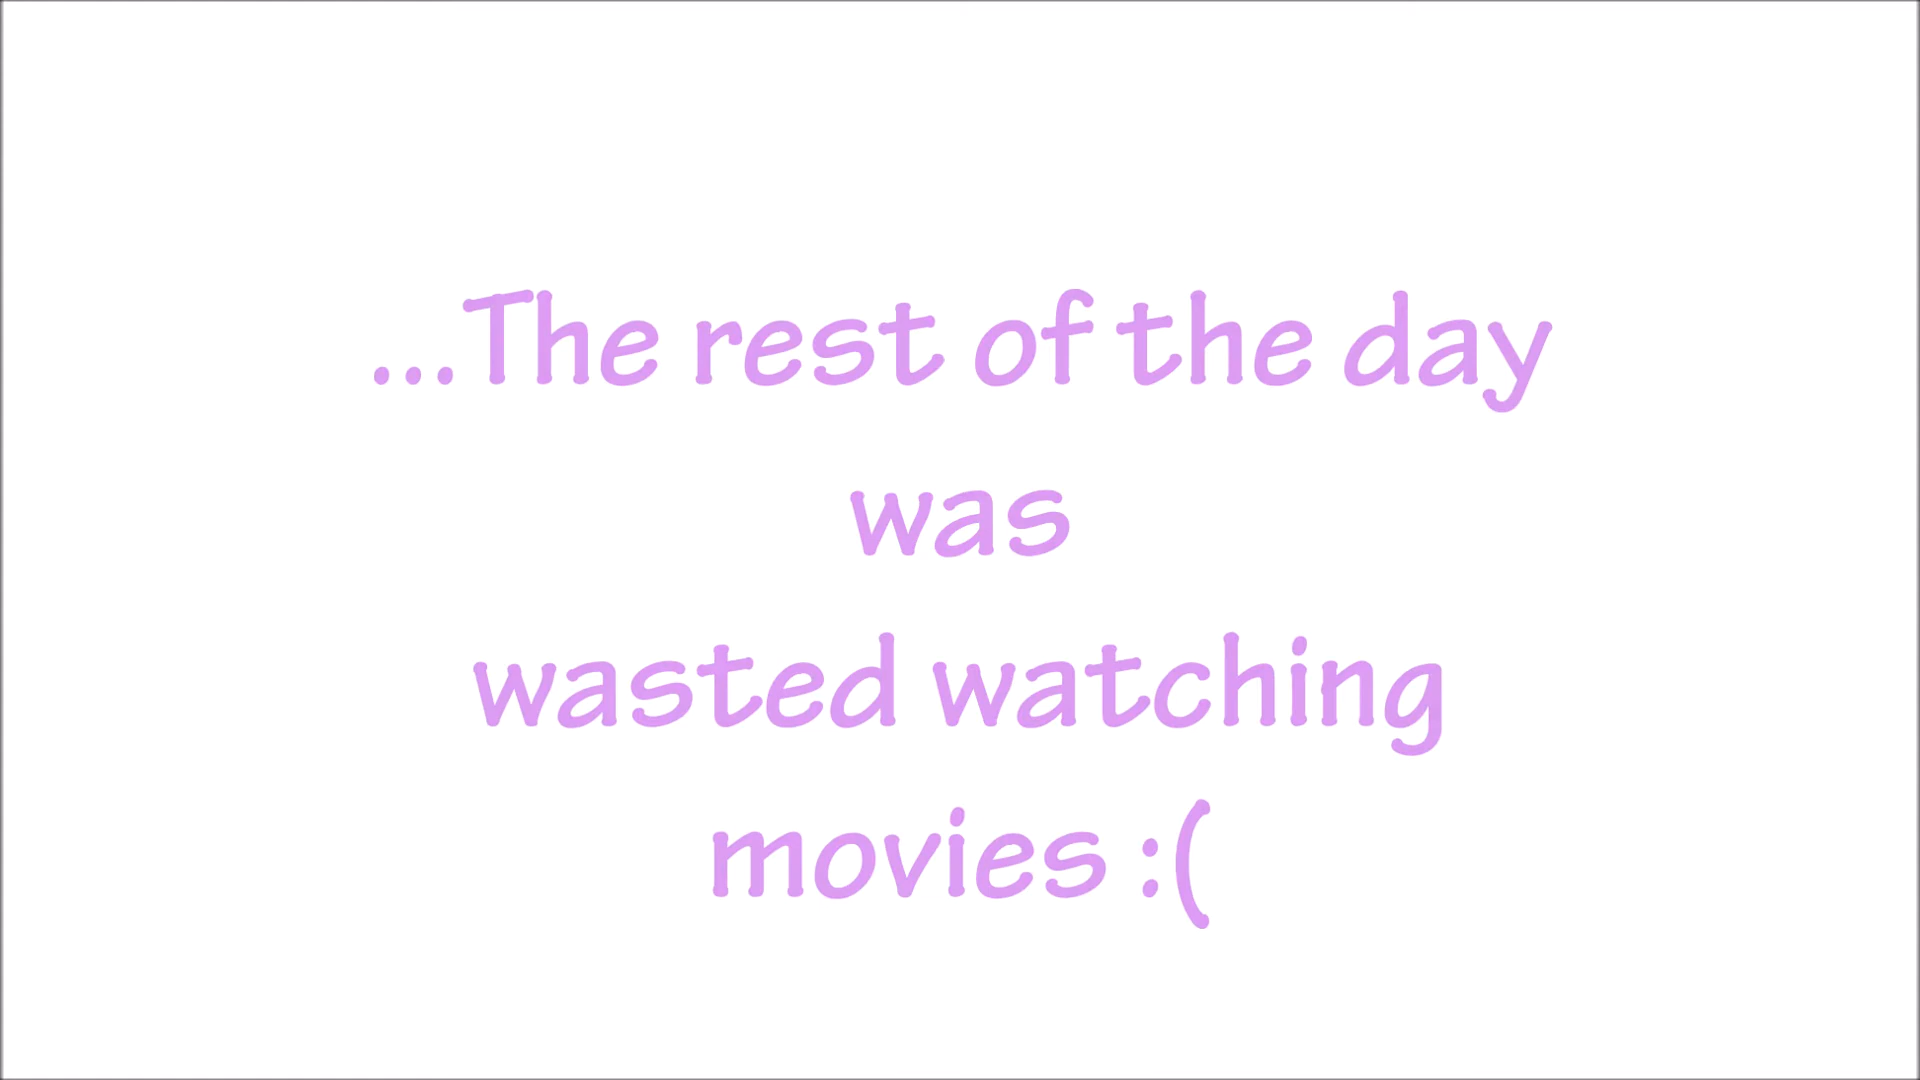 ...The rest of the day
was
wasted watching
movies :(